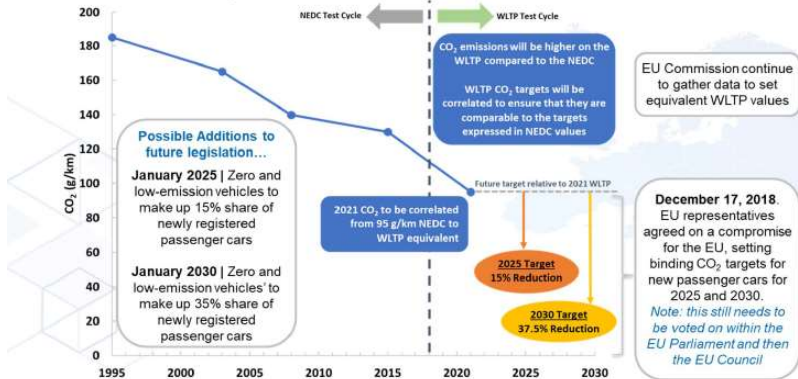 NEDC Test Cycle
WLTP Test Cycle
CO₂ emissions will be higher on the
WLTP compared to the NEDC
WLTP CO₂ targets will be
correlated to ensure that they are
comparable to the targets
expressed in NEDC values
EU Commission continue
to gather data to set
equivalent WLTP values
CO₂ (g/km)
200
180
160
140
120
100
80
60
40
20
0
Possible Additions to
future legislation…
January 2025 | Zero and
low-emission vehicles to
make up 15% share of
newly registered
passenger cars
January 2030 | Zero and
low-emission vehicles' to
make up 35% share of
newly registered
passenger cars
2021 CO₂ to be correlated
from 95 g/km NEDC to
WLTP equivalent
Future target relative to 2021 WLTP
2025 Target
15% Reduction
2030 Target
37.5% Reduction
December 17, 2018.
EU representatives
agreed on a compromise
for the EU, setting
binding CO₂ targets for
new passenger cars for
2025 and 2030.
Note: this still needs to
be voted on within the
EU Parliament and then
the EU Council
1995
2000
2005
2010
2015
2020
2025
2030